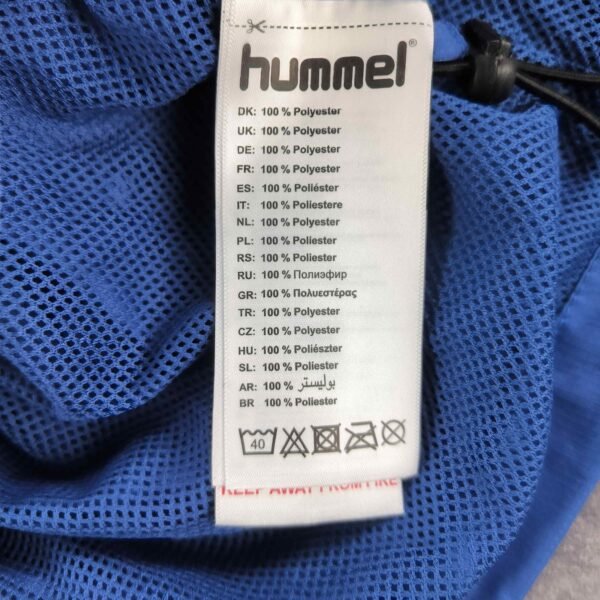 hummel®
DK: 100 % Polyester
UK: 100 % Polyester
DE: 100 % Polyester
FR: 100 % Polyester
ES: 100 % Poliéster
IT: 100 % Poliestere
NL: 100 % Polyester
PL: 100 % Poliester
RS: 100 % Poliester
RU: 100 % Полиэфир
GR: 100 % Πολυεστέρας
TR: 100 % Polyester
CZ: 100 % Polyester
HU: 100 % Poliészter
SL: 100 % Poliester
AR: 100 % بوليستر
BR 100 % Poliester
40
KEEP AWAY FROM FIRE